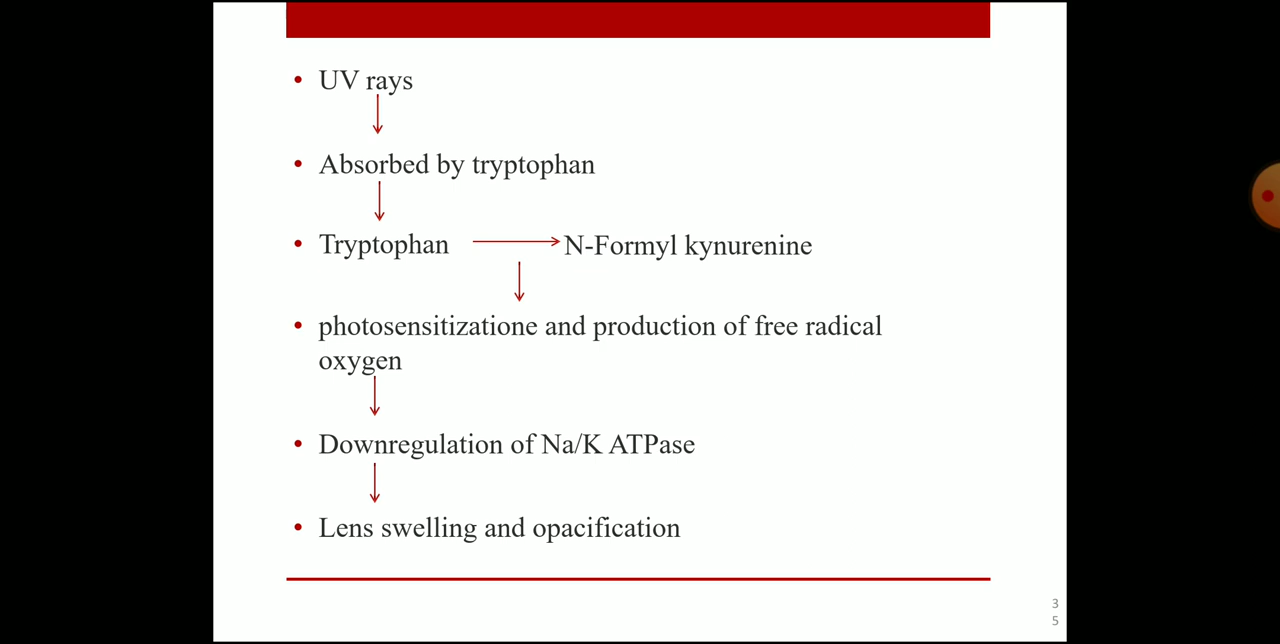 • UV rays
• Absorbed by tryptophan
• Tryptophan → N-Formyl kynurenine
• photosensitizatione and production of free radical
oxygen
• Downregulation of Na/K ATPase
• Lens swelling and opacification
3
5